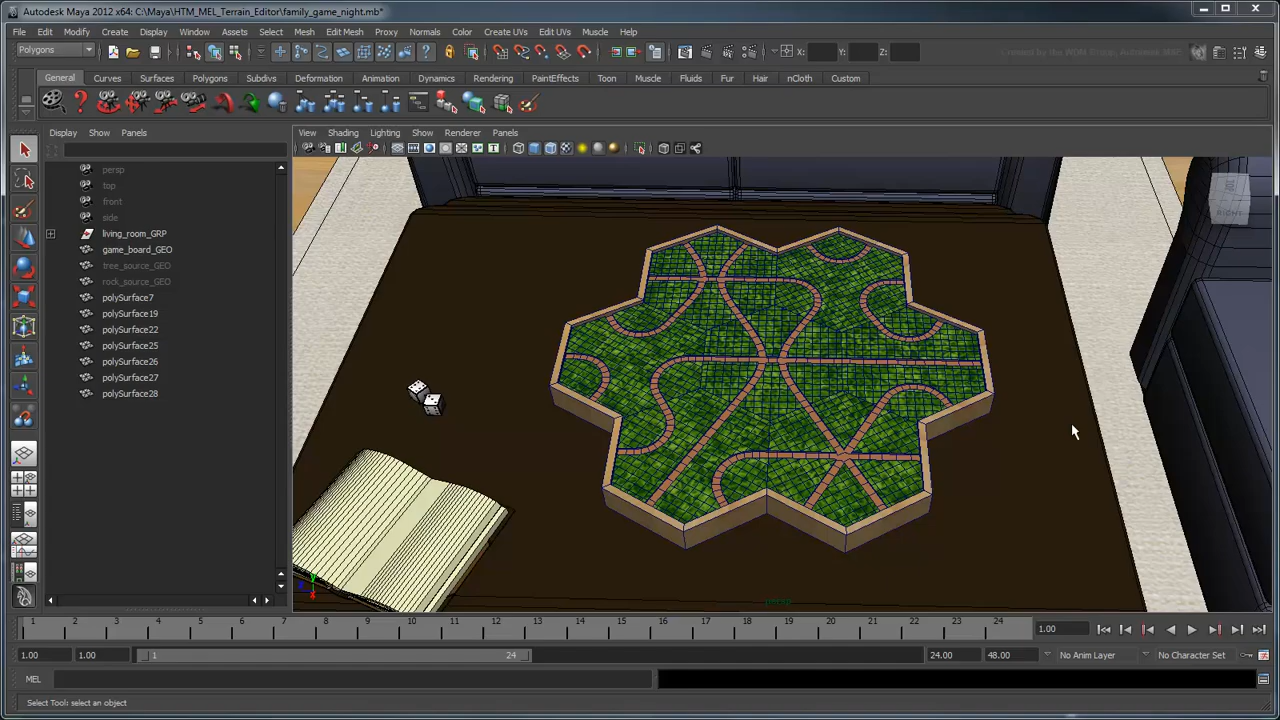 Autodesk Maya 2012 x64: C:\Maya\HTM_MEL_Terrain_Editor\family_game_night.mb*
File Edit Modify Create Display Window Assets Select Mesh Edit Mesh Proxy Normals Color Create UVs Edit UVs Muscle Help
Polygons
X: Y: Z:
General Curves Surfaces Polygons Subdivs Deformation Animation Dynamics Rendering PaintEffects Toon Muscle Fluids Fur Hair nCloth Custom
Display Show Panels
View Shading Lighting Show Renderer Panels
persp
top
front
side
living_room_GRP
game_board_GEO
tree_source_GEO
rock_source_GEO
polySurface7
polySurface19
polySurface22
polySurface25
polySurface26
polySurface27
polySurface28
RIGHT
y
x
persp
1 2 3 4 5 6 7 8 9 10 11 12 13 14 15 16 17 18 19 20 21 22 23 24
1.00
1.00 1.00 1 24 24.00 48.00 No Anim Layer No Character Set
MEL
Select Tool: select an object